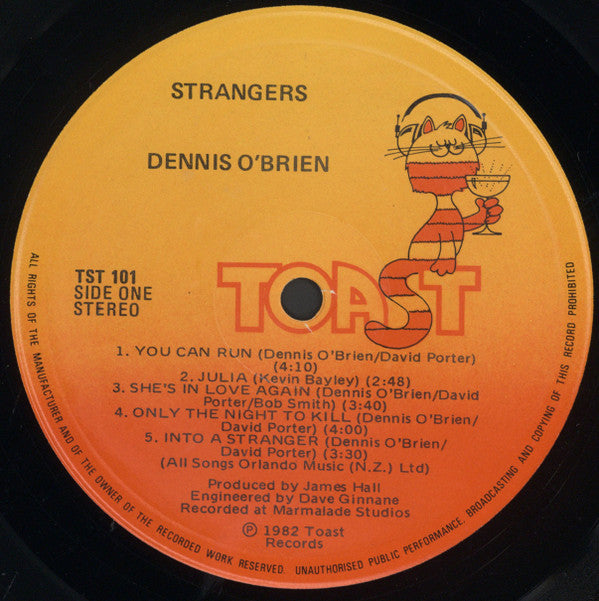 STRANGERS
DENNIS O'BRIEN
TOAST
TST 101
SIDE ONE
STEREO
1. YOU CAN RUN (Dennis O'Brien/David Porter)
(4:10)
2. JULIA (Kevin Bayley) (2:48)
3. SHE'S IN LOVE AGAIN (Dennis O'Brien/David
Porter/Bob Smith) (3:40)
4. ONLY THE NIGHT TO KILL (Dennis O'Brien/
David Porter) (4:00)
5. INTO A STRANGER (Dennis O'Brien/
David Porter) (3:30)
(All Songs Orlando Music (N.Z.) Ltd)
Produced by James Hall
Engineered by Dave Ginnane
Recorded at Marmalade Studios
Ⓟ 1982 Toast
Records
ALL RIGHTS OF THE MANUFACTURER AND OF THE OWNER OF THE RECORDED WORK RESERVED. UNAUTHORISED PUBLIC PERFORMANCE, BROADCASTING AND COPYING OF THIS RECORD PROHIBITED